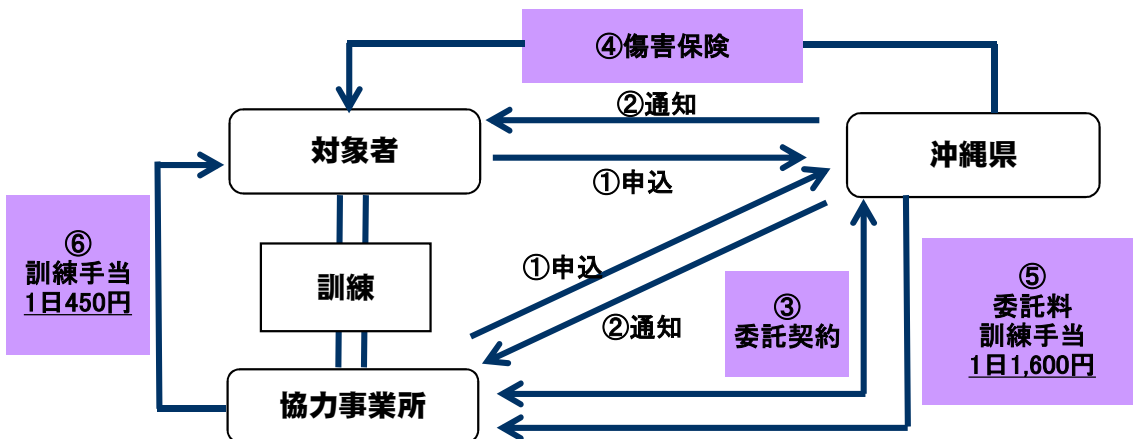 ④傷害保険
②通知
対象者
沖縄県
①申込
⑥
訓練手当
1日450円
訓練
①申込
②通知
③
委託契約
⑤
委託料
訓練手当
1日1,600円
協力事業所